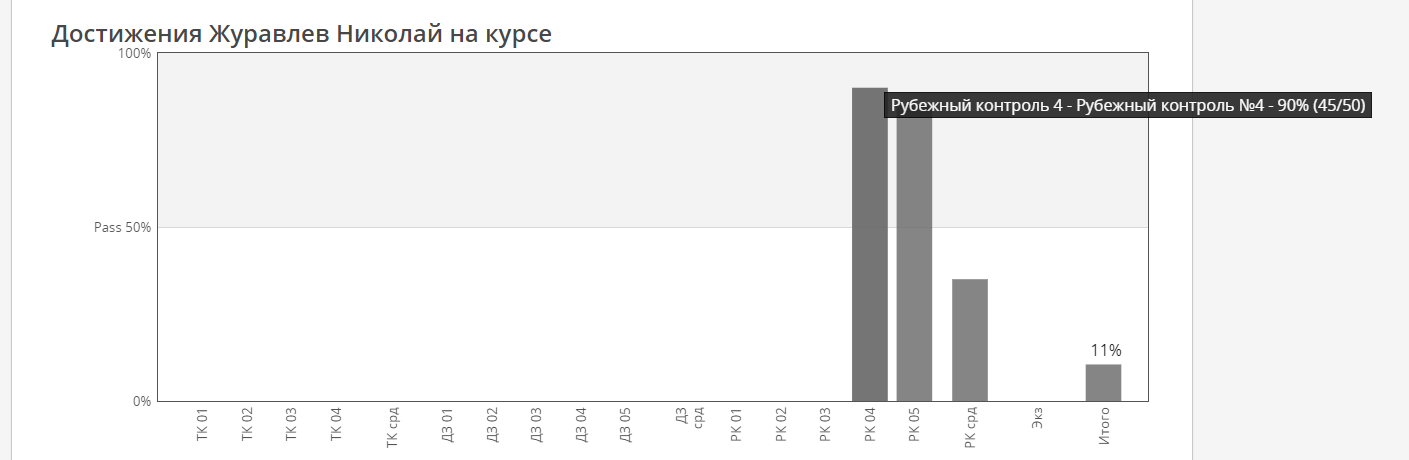 Достижения Журавлев Николай на курсе
100%
Рубежный контроль 4 - Рубежный контроль №4 - 90% (45/50)
Pass 50%
11%
0%
ТК 01
ТК 02
ТК 03
ТК 04
ТК срд
ДЗ 01
ДЗ 02
ДЗ 03
ДЗ 04
ДЗ 05
ДЗ
срд
РК 01
РК 02
РК 03
РК 04
РК 05
РК срд
Экз
Итого